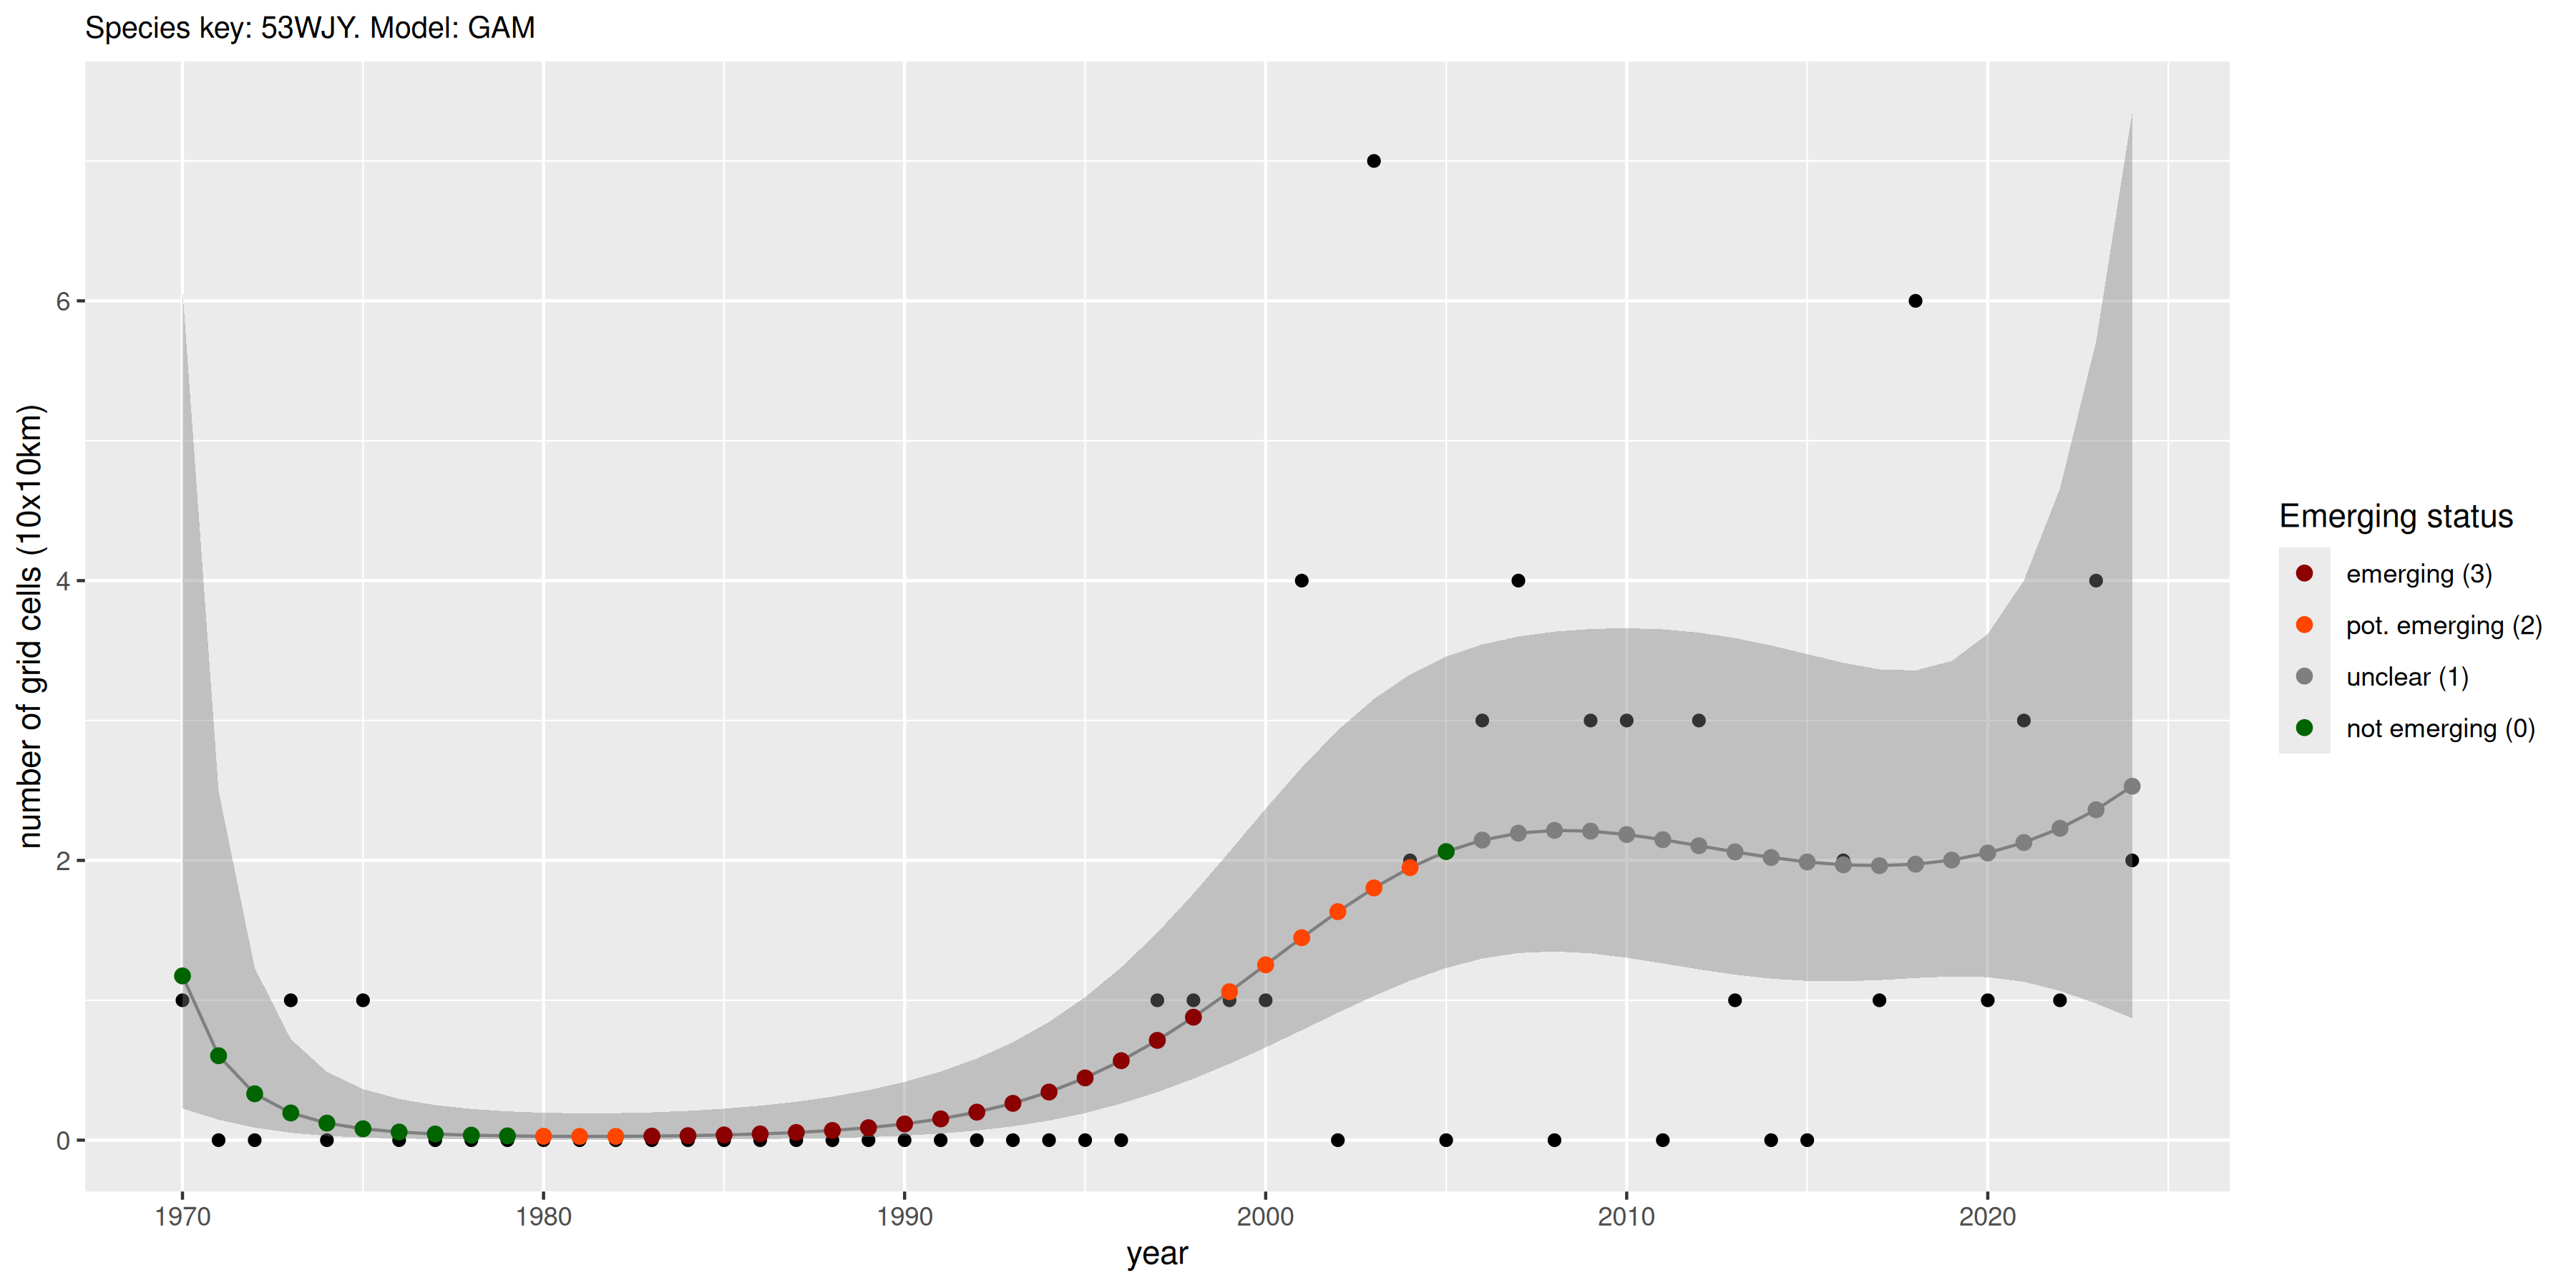 Species key: 53WJY. Model: GAM
number of grid cells (10x10km)
6
4
2
0
1970
1980
1990
2000
2010
2020
year
Emerging status
emerging (3)
pot. emerging (2)
unclear (1)
not emerging (0)